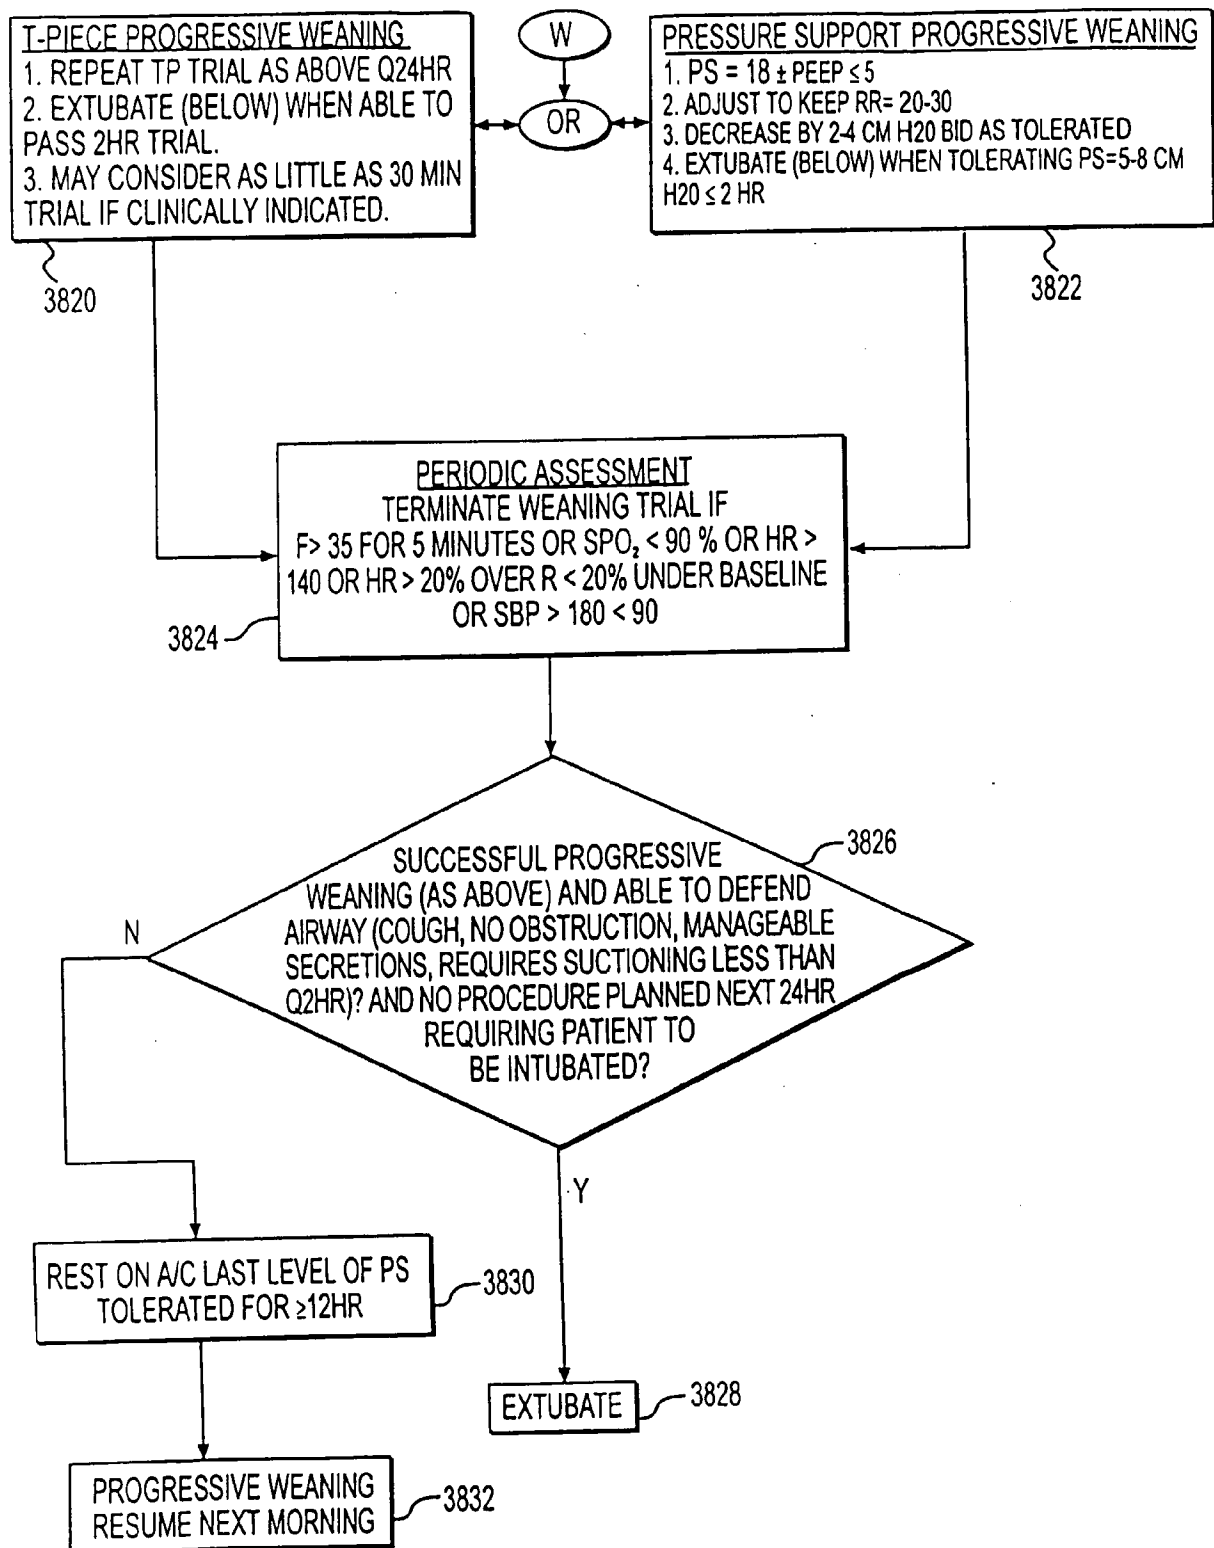 T-PIECE PROGRESSIVE WEANING
1. REPEAT TP TRIAL AS ABOVE Q24HR
2. EXTUBATE (BELOW) WHEN ABLE TO
PASS 2HR TRIAL.
3. MAY CONSIDER AS LITTLE AS 30 MIN
TRIAL IF CLINICALLY INDICATED.
3820
W
OR
PRESSURE SUPPORT PROGRESSIVE WEANING
1. PS = 18 ± PEEP ≤ 5
2. ADJUST TO KEEP RR= 20-30
3. DECREASE BY 2-4 CM H20 BID AS TOLERATED
4. EXTUBATE (BELOW) WHEN TOLERATING PS=5-8 CM
H20 ≤ 2 HR
3822
PERIODIC ASSESSMENT
TERMINATE WEANING TRIAL IF
F> 35 FOR 5 MINUTES OR SPO₂ < 90 % OR HR >
140 OR HR > 20% OVER R < 20% UNDER BASELINE
OR SBP > 180 < 90
3824
SUCCESSFUL PROGRESSIVE
WEANING (AS ABOVE) AND ABLE TO DEFEND
AIRWAY (COUGH, NO OBSTRUCTION, MANAGEABLE
SECRETIONS, REQUIRES SUCTIONING LESS THAN
Q2HR)? AND NO PROCEDURE PLANNED NEXT 24HR
REQUIRING PATIENT TO
BE INTUBATED?
3826
N
Y
REST ON A/C LAST LEVEL OF PS
TOLERATED FOR ≥12HR
3830
EXTUBATE
3828
PROGRESSIVE WEANING
RESUME NEXT MORNING
3832